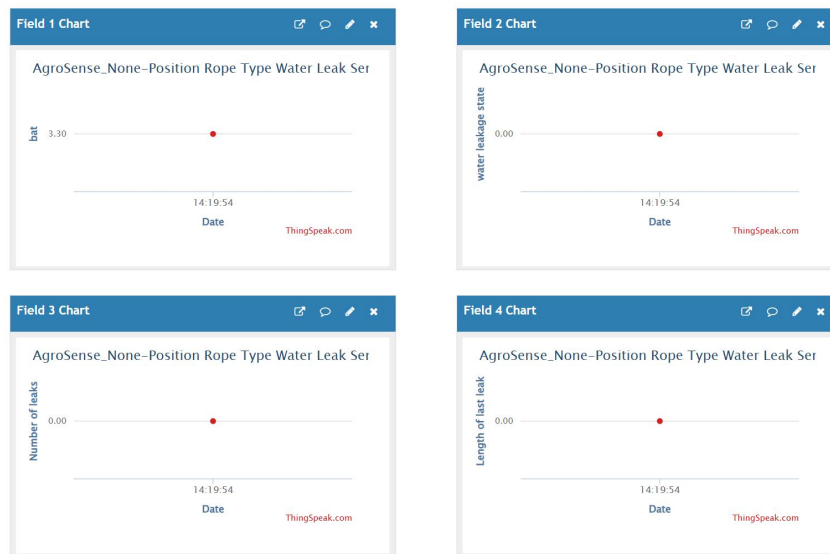 Field 1 Chart
AgroSense_None-Position Rope Type Water Leak Ser
bat
3.30
14:19:54
Date
ThingSpeak.com
Field 2 Chart
AgroSense_None-Position Rope Type Water Leak Ser
water leakage state
0.00
14:19:54
Date
ThingSpeak.com
Field 3 Chart
AgroSense_None-Position Rope Type Water Leak Ser
Number of leaks
0.00
14:19:54
Date
ThingSpeak.com
Field 4 Chart
AgroSense_None-Position Rope Type Water Leak Ser
Length of last leak
0.00
14:19:54
Date
ThingSpeak.com